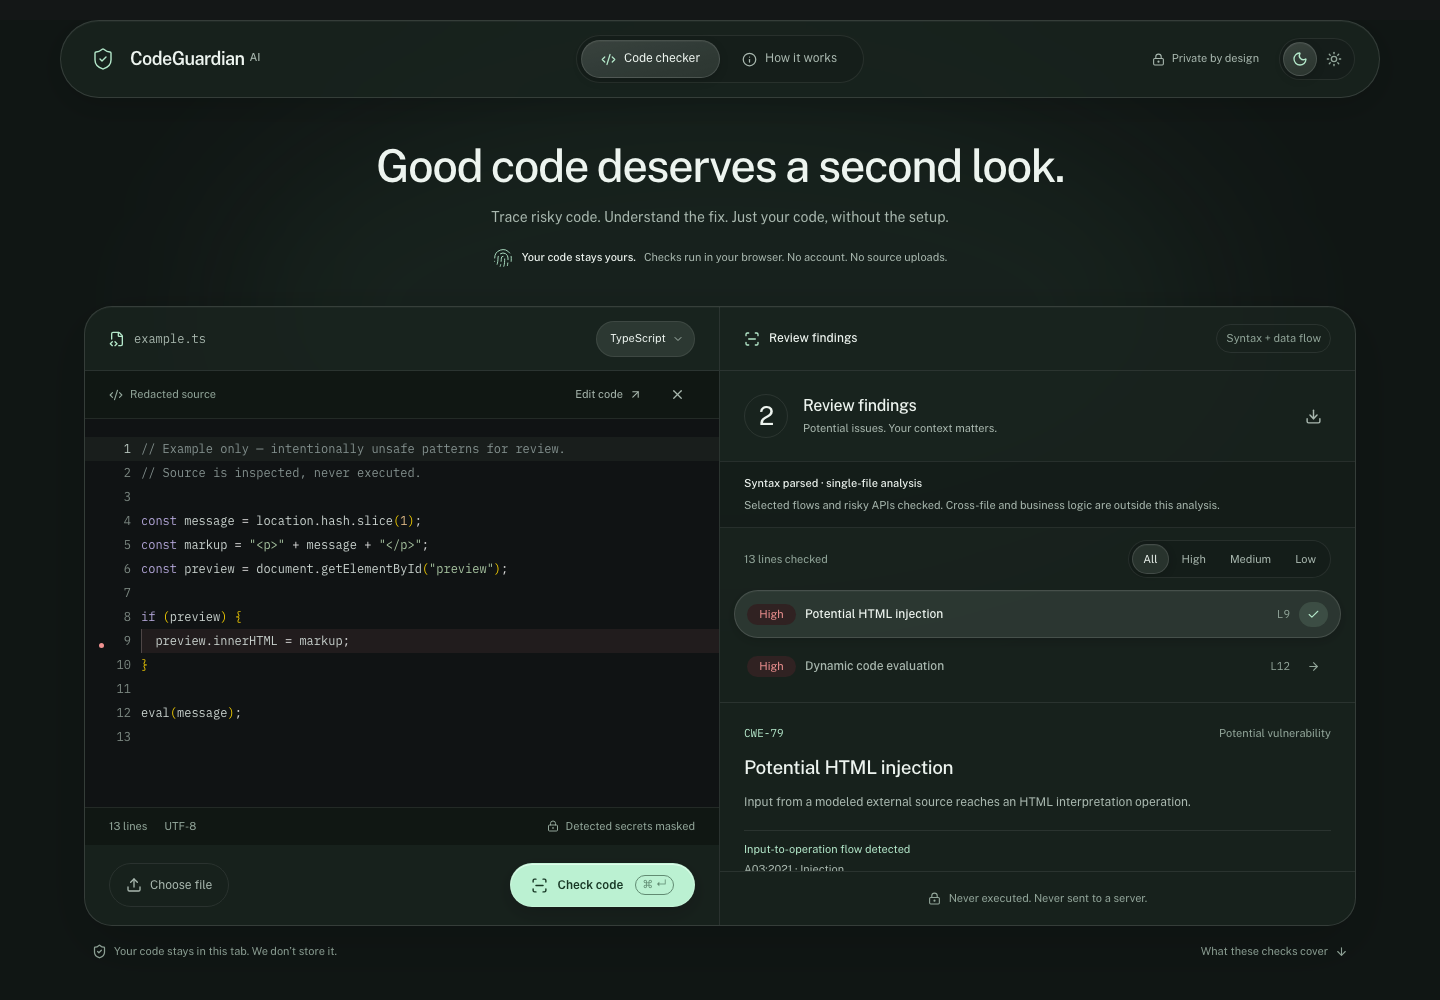 CodeGuardian AI
Code checker
How it works
Private by design
Good code deserves a second look.
Trace risky code. Understand the fix. Just your code, without the setup.
Your code stays yours. Checks run in your browser. No account. No source uploads.
example.ts
TypeScript
Redacted source
Edit code
1 // Example only — intentionally unsafe patterns for review.
2 // Source is inspected, never executed.
3
4 const message = location.hash.slice(1);
5 const markup = "<p>" + message + "</p>";
6 const preview = document.getElementById("preview");
7
8 if (preview) {
9 preview.innerHTML = markup;
10 }
11
12 eval(message);
13
13 lines UTF-8
Detected secrets masked
Choose file
Check code ⌘ ↵
Review findings
Syntax + data flow
2
Review findings
Potential issues. Your context matters.
Syntax parsed · single-file analysis
Selected flows and risky APIs checked. Cross-file and business logic are outside this analysis.
13 lines checked
All High Medium Low
High Potential HTML injection L9
High Dynamic code evaluation L12
CWE-79
Potential vulnerability
Potential HTML injection
Input from a modeled external source reaches an HTML interpretation operation.
Input-to-operation flow detected
A03:2021 · Injection
Never executed. Never sent to a server.
Your code stays in this tab. We don't store it.
What these checks cover